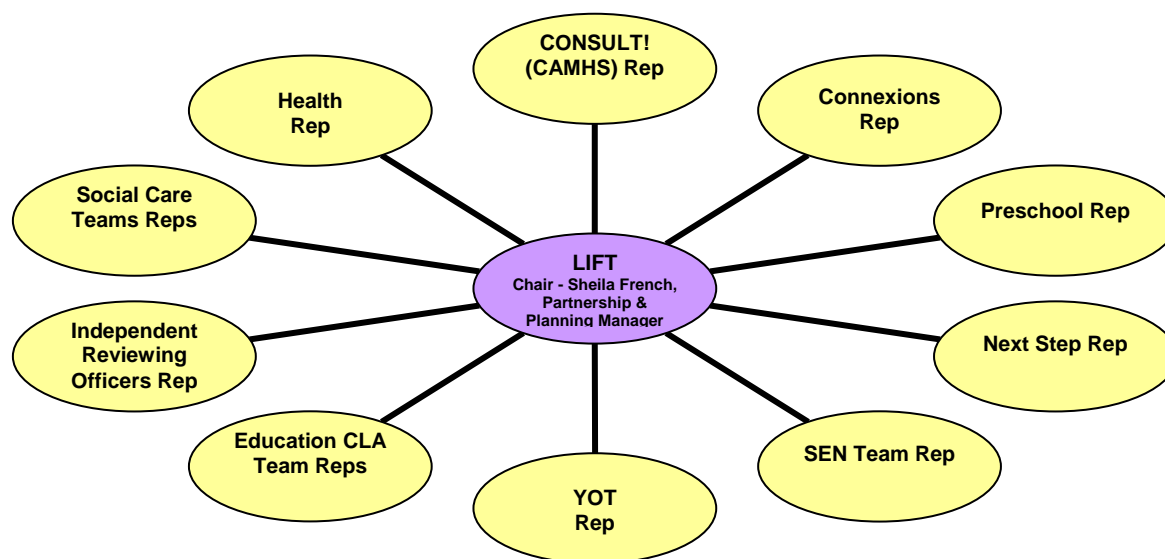 CONSULT!
(CAMHS) Rep
Health
Rep
Connexions
Rep
Social Care
Teams Reps
Preschool Rep
LIFT
Chair - Sheila French,
Partnership &
Planning Manager
Independent
Reviewing
Officers Rep
Next Step Rep
Education CLA
Team Reps
SEN Team Rep
YOT
Rep